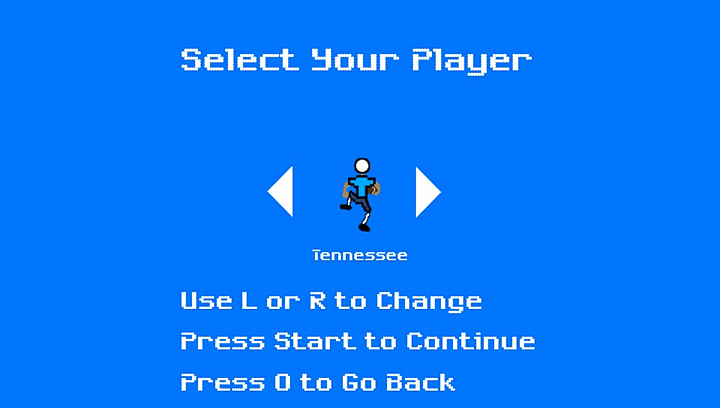 Select Your Player
Tennessee
Use L or R to Change
Press Start to Continue
Press O to Go Back